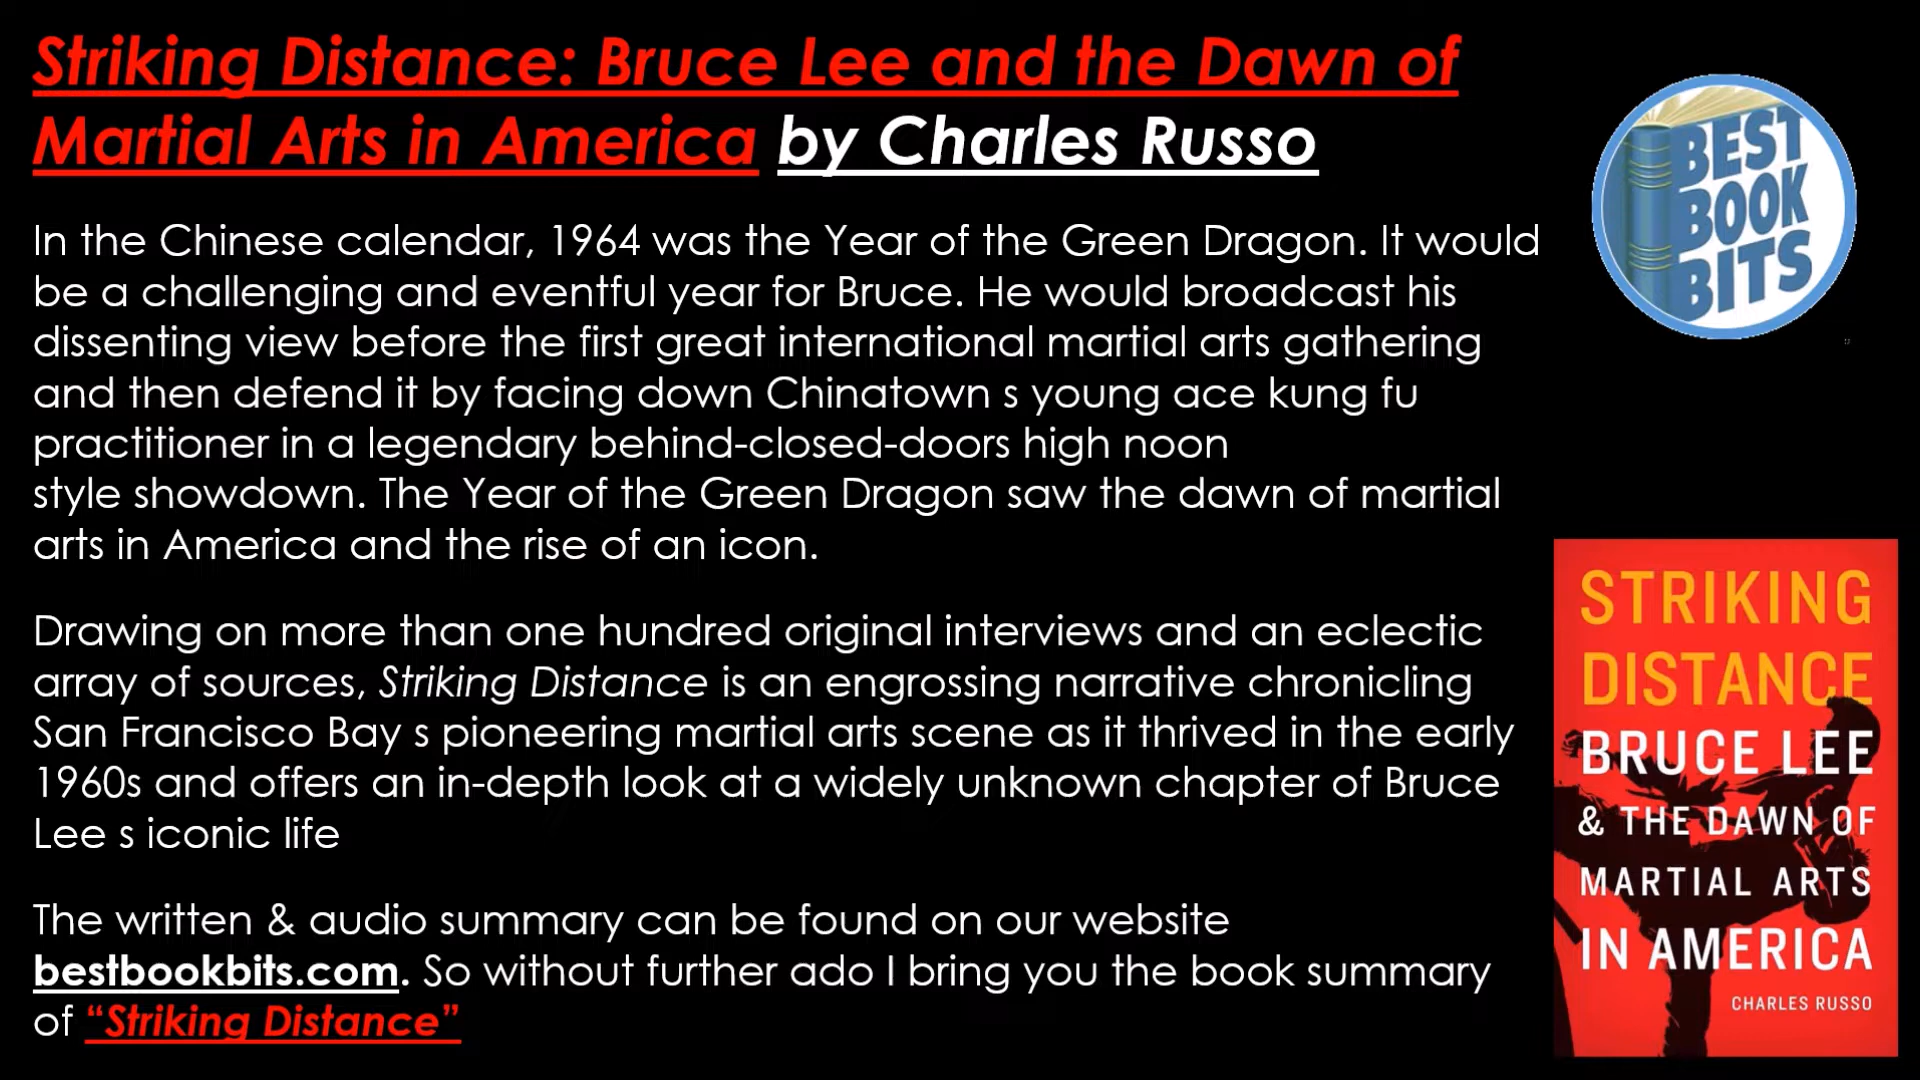 Striking Distance: Bruce Lee and the Dawn of
Martial Arts in America by Charles Russo
In the Chinese calendar, 1964 was the Year of the Green Dragon. It would
be a challenging and eventful year for Bruce. He would broadcast his
dissenting view before the first great international martial arts gathering
and then defend it by facing down Chinatown s young ace kung fu
practitioner in a legendary behind-closed-doors high noon
style showdown. The Year of the Green Dragon saw the dawn of martial
arts in America and the rise of an icon.
Drawing on more than one hundred original interviews and an eclectic
array of sources, Striking Distance is an engrossing narrative chronicling
San Francisco Bay s pioneering martial arts scene as it thrived in the early
1960s and offers an in-depth look at a widely unknown chapter of Bruce
Lee s iconic life
The written & audio summary can be found on our website
bestbookbits.com. So without further ado I bring you the book summary
of “Striking Distance”
BEST
BOOK
BITS
STRIKING
DISTANCE
BRUCE LEE
& THE DAWN OF
MARTIAL ARTS
IN AMERICA
CHARLES RUSSO